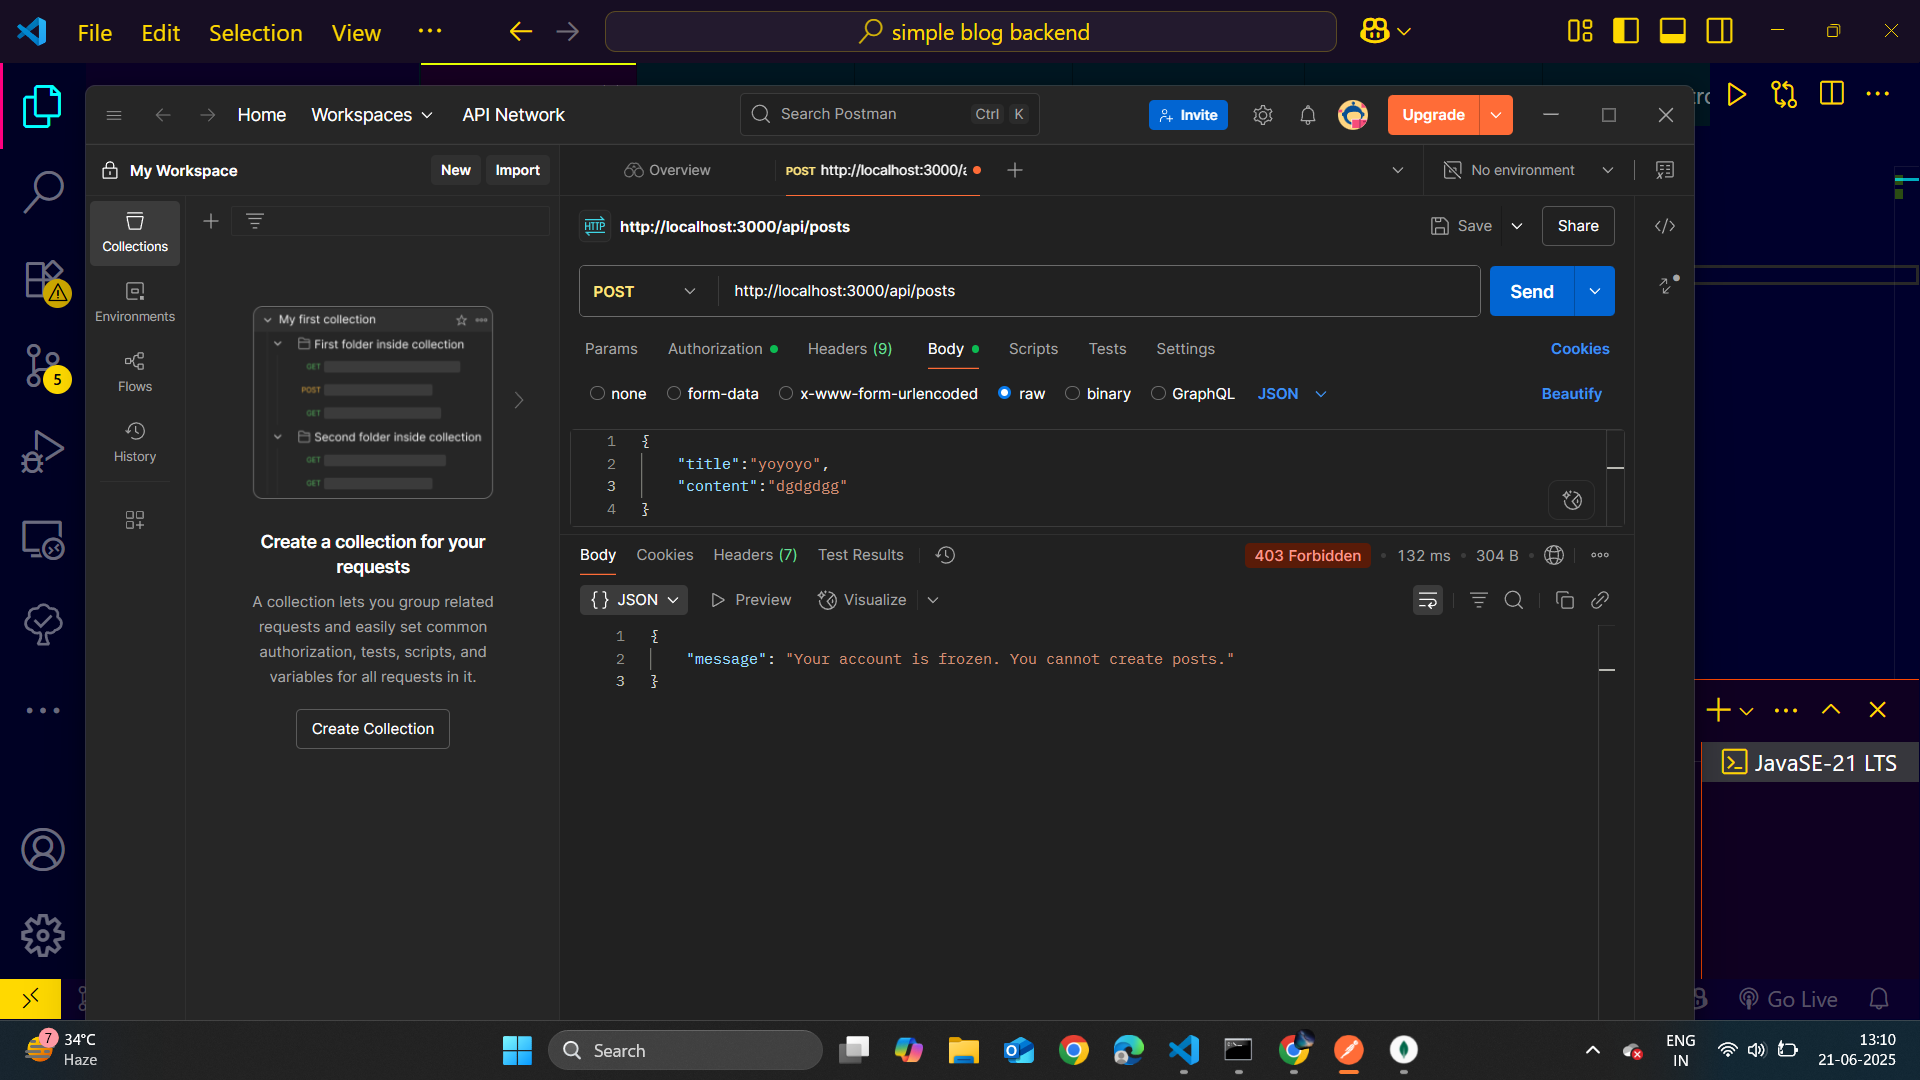 File Edit Selection View ...
simple blog backend
Home Workspaces API Network
Search Postman Ctrl K
Invite
Upgrade
My Workspace New Import
Overview
POST http://localhost:3000/a
No environment
Collections
Environments
Flows
History
My first collection
First folder inside collection
GET
POST
GET
Second folder inside collection
GET
GET
Create a collection for your
requests
A collection lets you group related
requests and easily set common
authorization, tests, scripts, and
variables for all requests in it.
Create Collection
HTTP http://localhost:3000/api/posts
Save Share
POST http://localhost:3000/api/posts
Send
Params Authorization Headers (9) Body Scripts Tests Settings Cookies
none form-data x-www-form-urlencoded raw binary GraphQL JSON Beautify
1 {
2 "title":"yoyoyo",
3 "content":"dgdgdgg"
4 }
Body Cookies Headers (7) Test Results
403 Forbidden • 132 ms • 304 B
{} JSON Preview Visualize
1 {
2 "message": "Your account is frozen. You cannot create posts."
3 }
5
JavaSE-21 LTS
Go Live
7
34°C
Haze
Search
ENG
IN
13:10
21-06-2025